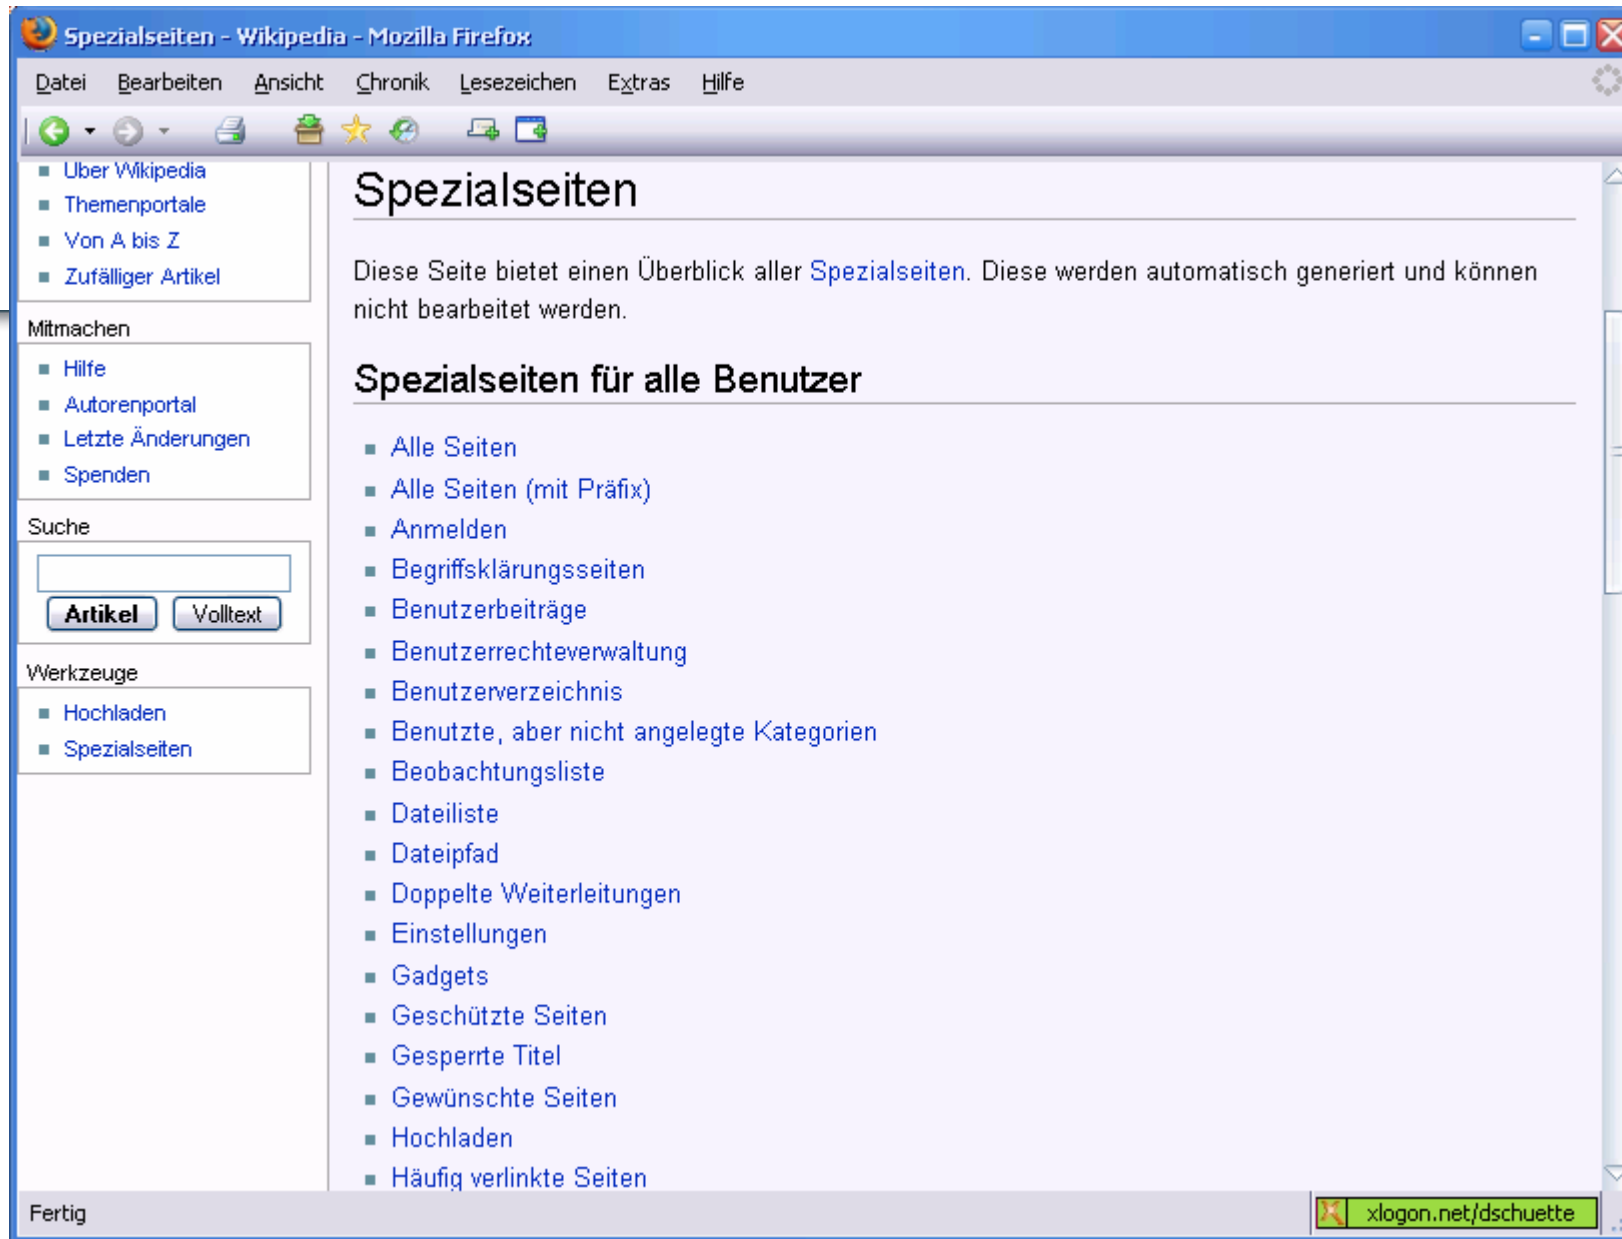 Spezialseiten - Wikipedia - Mozilla Firefox
Datei Bearbeiten Ansicht Chronik Lesezeichen Extras Hilfe
Über Wikipedia
Themenportale
Von A bis Z
Zufälliger Artikel
Mitmachen
Hilfe
Autorenportal
Letzte Änderungen
Spenden
Suche
Artikel Volltext
Werkzeuge
Hochladen
Spezialseiten
Spezialseiten
Diese Seite bietet einen Überblick aller Spezialseiten. Diese werden automatisch generiert und können
nicht bearbeitet werden.
Spezialseiten für alle Benutzer
Alle Seiten
Alle Seiten (mit Präfix)
Anmelden
Begriffsklärungsseiten
Benutzerbeiträge
Benutzerrechteverwaltung
Benutzerverzeichnis
Benutzte, aber nicht angelegte Kategorien
Beobachtungsliste
Dateiliste
Dateipfad
Doppelte Weiterleitungen
Einstellungen
Gadgets
Geschützte Seiten
Gesperrte Titel
Gewünschte Seiten
Hochladen
Häufig verlinkte Seiten
Fertig
xlogon.net/dschuette